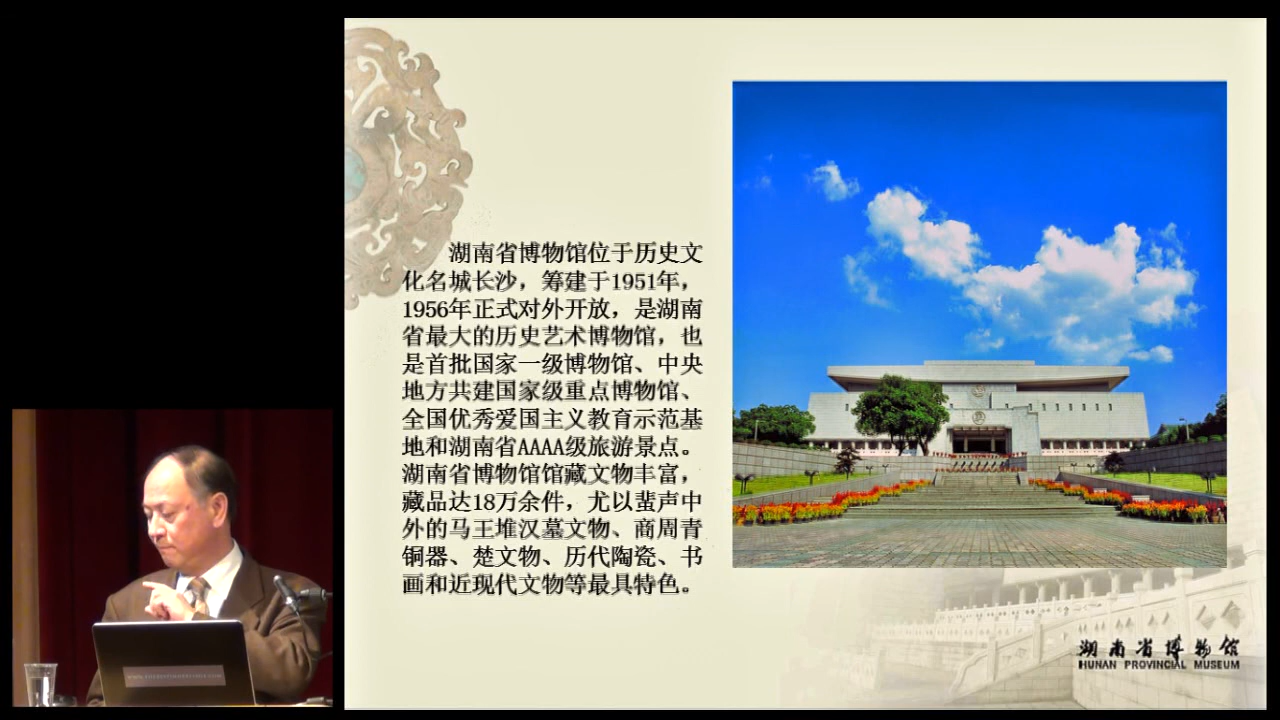 湖南省博物馆位于历史文
化名城长沙，筹建于1951年，
1956年正式对外开放，是湖南
省最大的历史艺术博物馆，也
是首批国家一级博物馆、中央
地方共建国家级重点博物馆、
全国优秀爱国主义教育示范基
地和湖南省AAAA级旅游景点。
湖南省博物馆馆藏文物丰富，
藏品达18万余件，尤以蜚声中
外的马王堆汉墓文物、商周青
铜器、楚文物、历代陶瓷、书
画和近现代文物等最具特色。
湖南省博物馆
HUNAN PROVINCIAL MUSEUM